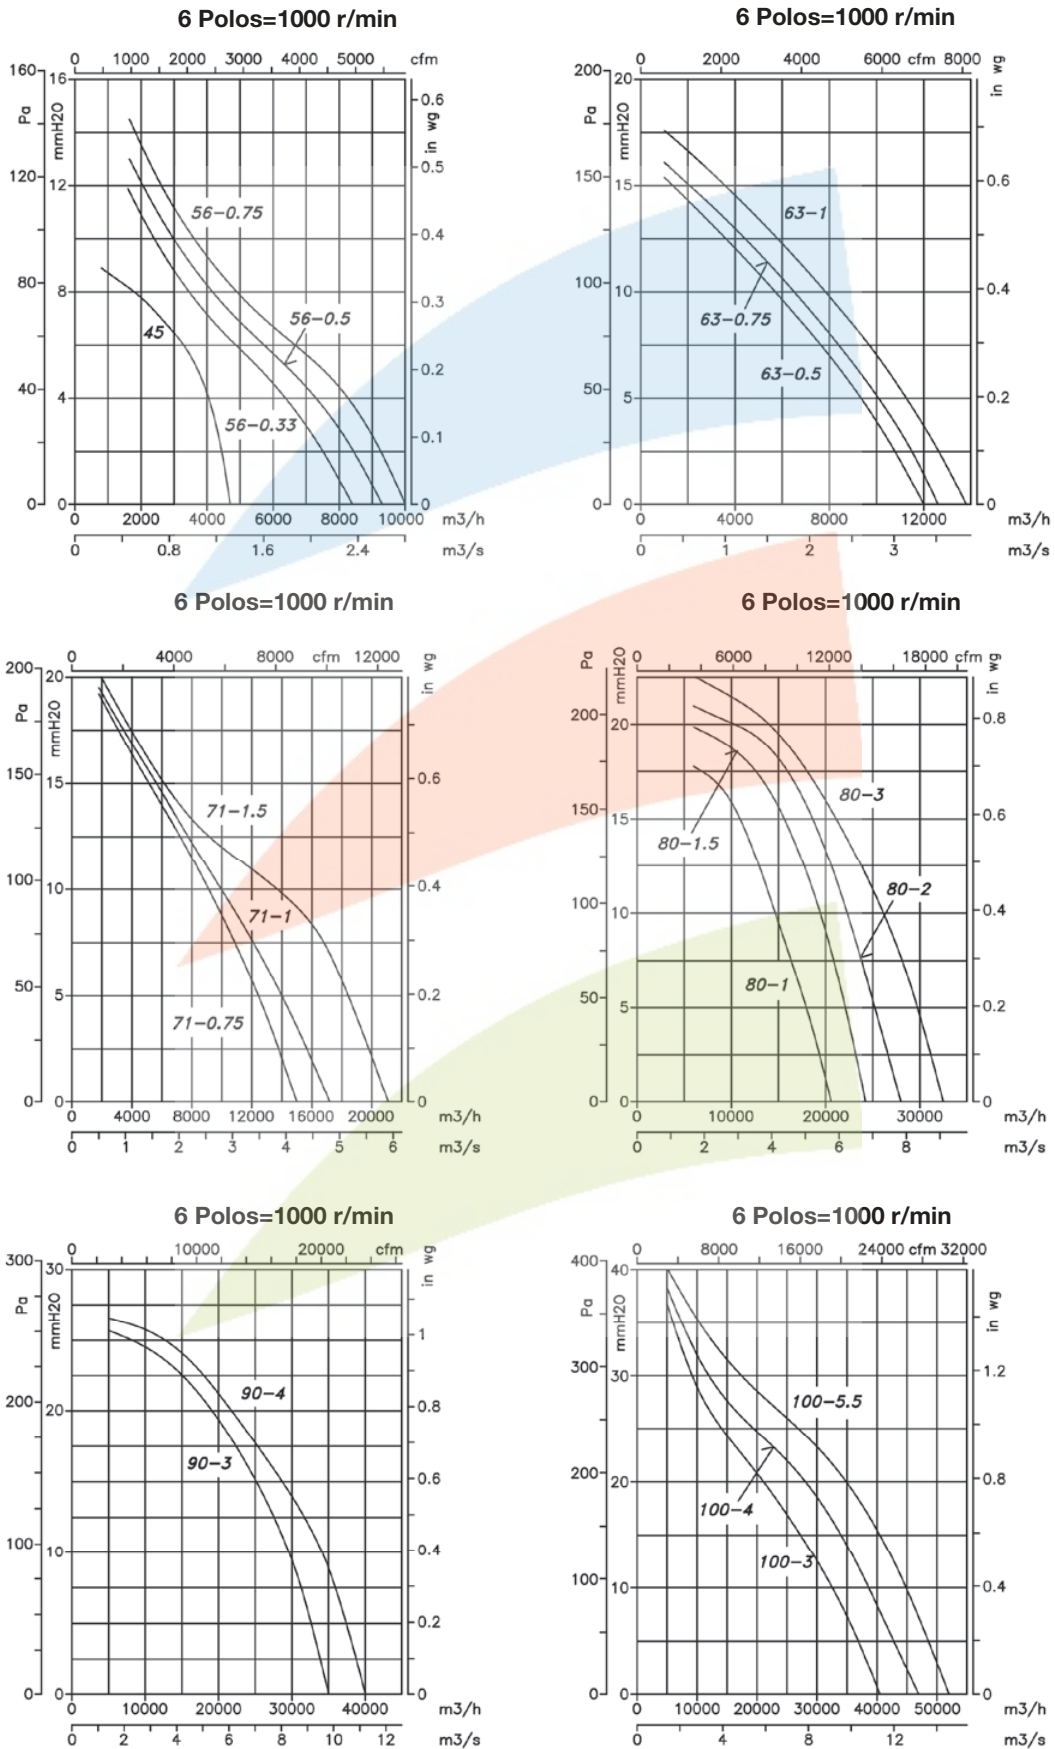 6 Polos=1000 r/min
0 1000 2000 3000 4000 5000 cfm
160 120 80 40 0
Pa
16 12 8 4 0
mmH2O
0.6 0.5 0.4 0.3 0.2 0.1 0
in wg
56-0.75
56-0.5
45
56-0.33
0 2000 4000 6000 8000 10000 m3/h
0 0.8 1.6 2.4 m3/s
6 Polos=1000 r/min
0 2000 4000 6000 cfm 8000
200 150 100 50 0
Pa
20 15 10 5 0
mmH2O
in wg
0.6 0.4 0.2 0
63-1
63-0.75
63-0.5
0 4000 8000 12000 m3/h
0 1 2 3 m3/s
6 Polos=1000 r/min
0 4000 8000 cfm 12000
200 150 100 50 0
Pa
20 15 10 5 0
mmH2O
in wg
0.6 0.4 0.2 0
71-1.5
71-1
71-0.75
0 4000 8000 12000 16000 20000 m3/h
0 1 2 3 4 5 6 m3/s
6 Polos=1000 r/min
0 6000 12000 18000 cfm
Pa
200 150 100 50 0
mmH2O
20 15 10 5 0
in wg
0.8 0.6 0.4 0.2 0
80-3
80-1.5
80-2
80-1
0 10000 20000 30000 m3/h
0 2 4 6 8 m3/s
6 Polos=1000 r/min
0 10000 20000 cfm
300 200 100 0
Pa
30 20 10 0
mmH2O
in wg
1 0.8 0.6 0.4 0.2 0
90-4
90-3
0 10000 20000 30000 40000 m3/h
0 2 4 6 8 10 12 m3/s
6 Polos=1000 r/min
0 8000 16000 24000 cfm 32000
400 300 200 100 0
Pa
40 30 20 10 0
mmH2O
in wg
1.2 0.8 0.4 0
100-5.5
100-4
100-3
0 10000 20000 30000 40000 50000 m3/h
0 4 8 12 m3/s